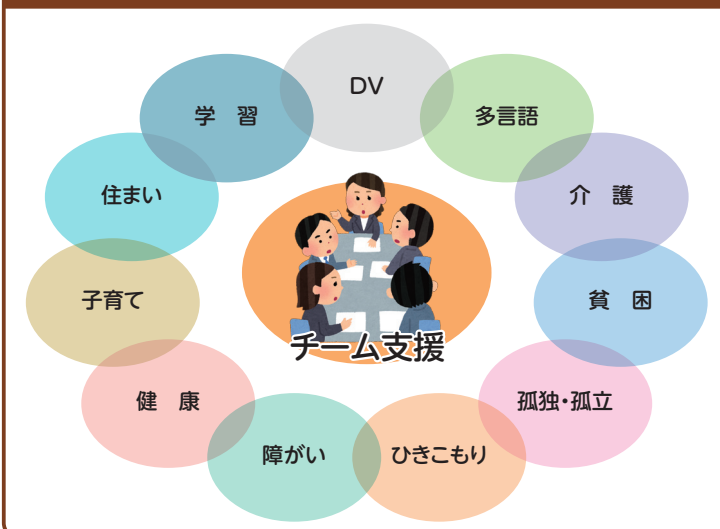 DV
学　習
多言語
住まい
介　護
子育て
貧　困
チーム支援
健　康
孤独・孤立
障がい
ひきこもり